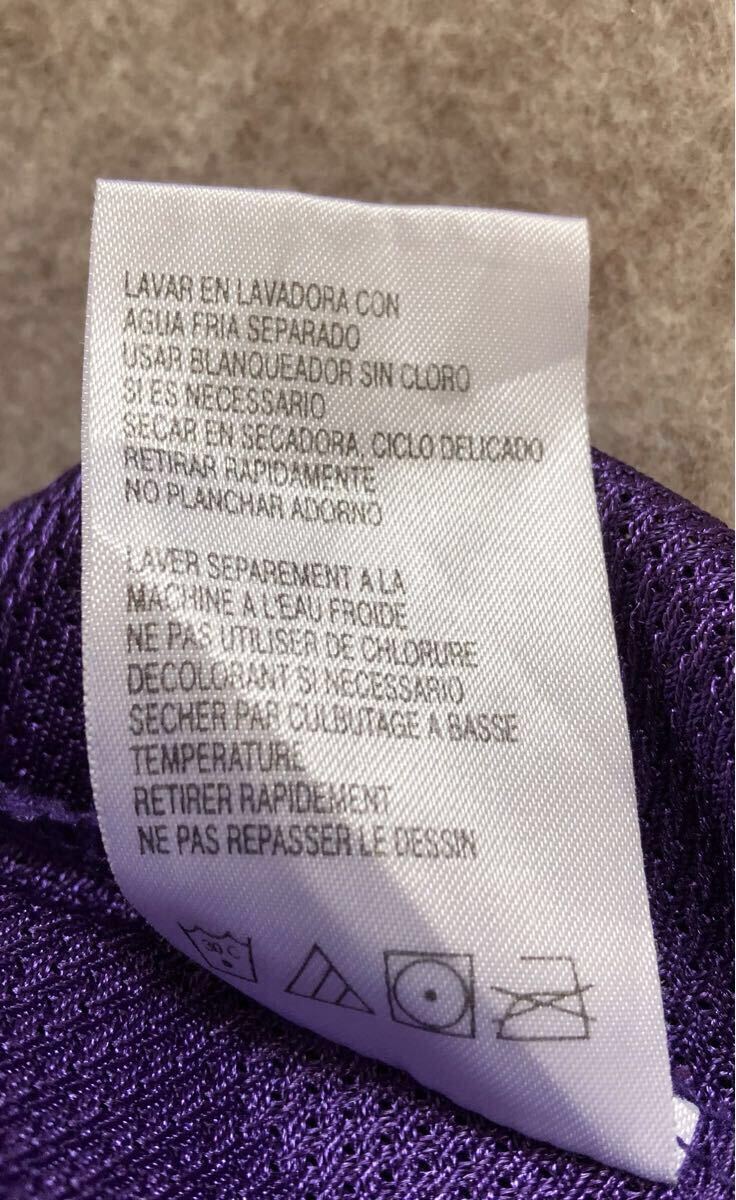 LAVAR EN LAVADORA CON
AGUA FRIA SEPARADO
USAR BLANQUEADOR SIN CLORO
SI ES NECESSARIO
SECAR EN SECADORA, CICLO DELICADO
RETIRAR RAPIDAMENTE
NO PLANCHAR ADORNO
LAVER SEPAREMENT A LA
MACHINE A L'EAU FROIDE
NE PAS UTILISER DE CHLORURE
DECOLORANT SI NECESSARIO
SECHER PAR CULBUTAGE A BASSE
TEMPERATURE
RETIRER RAPIDEMENT
NE PAS REPASSER LE DESSIN
30 C